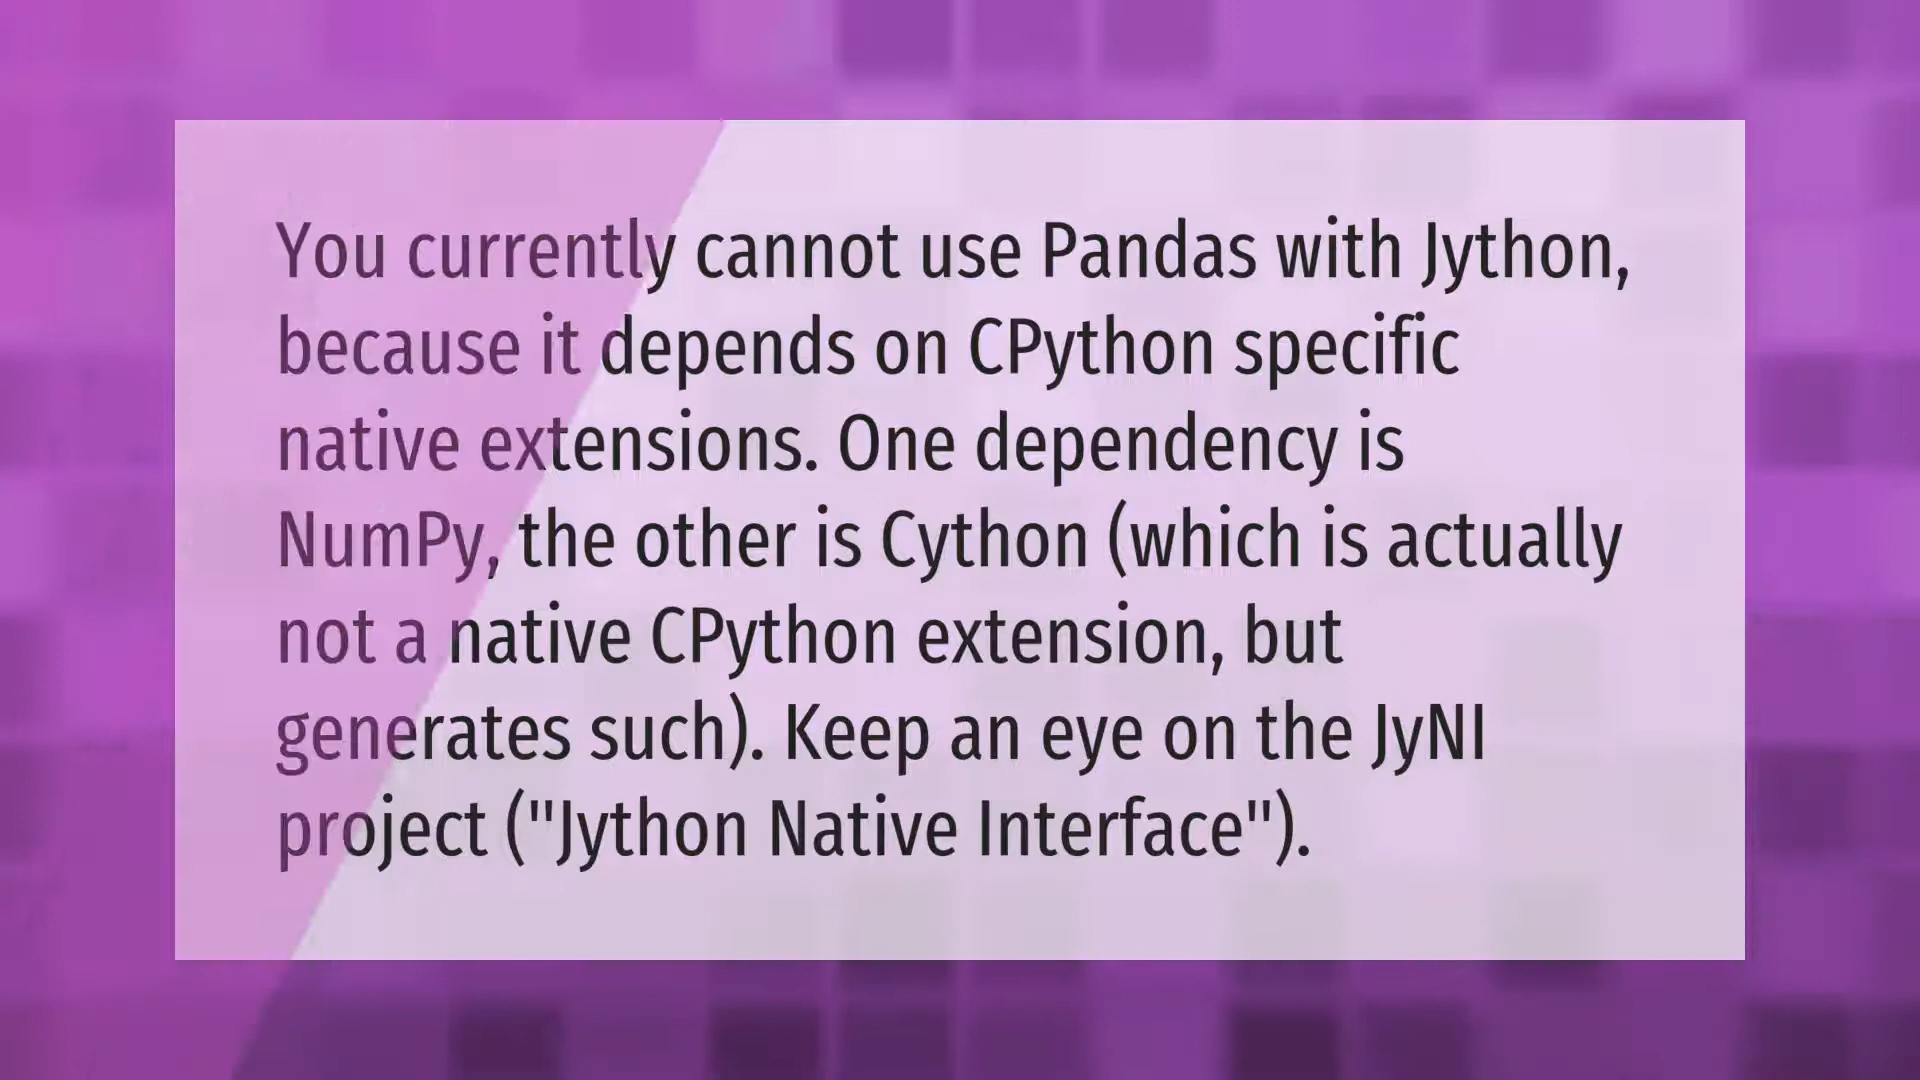 You currently cannot use Pandas with Jython,
because it depends on CPython specific
native extensions. One dependency is
NumPy, the other is Cython (which is actually
not a native CPython extension, but
generates such). Keep an eye on the JyNI
project ("Jython Native Interface").